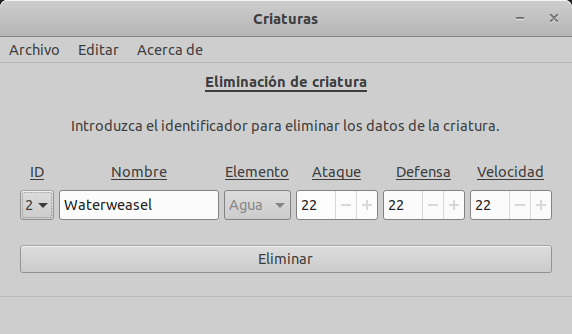 Criaturas
Archivo Editar Acerca de
Eliminación de criatura
Introduzca el identificador para eliminar los datos de la criatura.
ID Nombre Elemento Ataque Defensa Velocidad
2 Waterweasel Agua 22 22 22
Eliminar